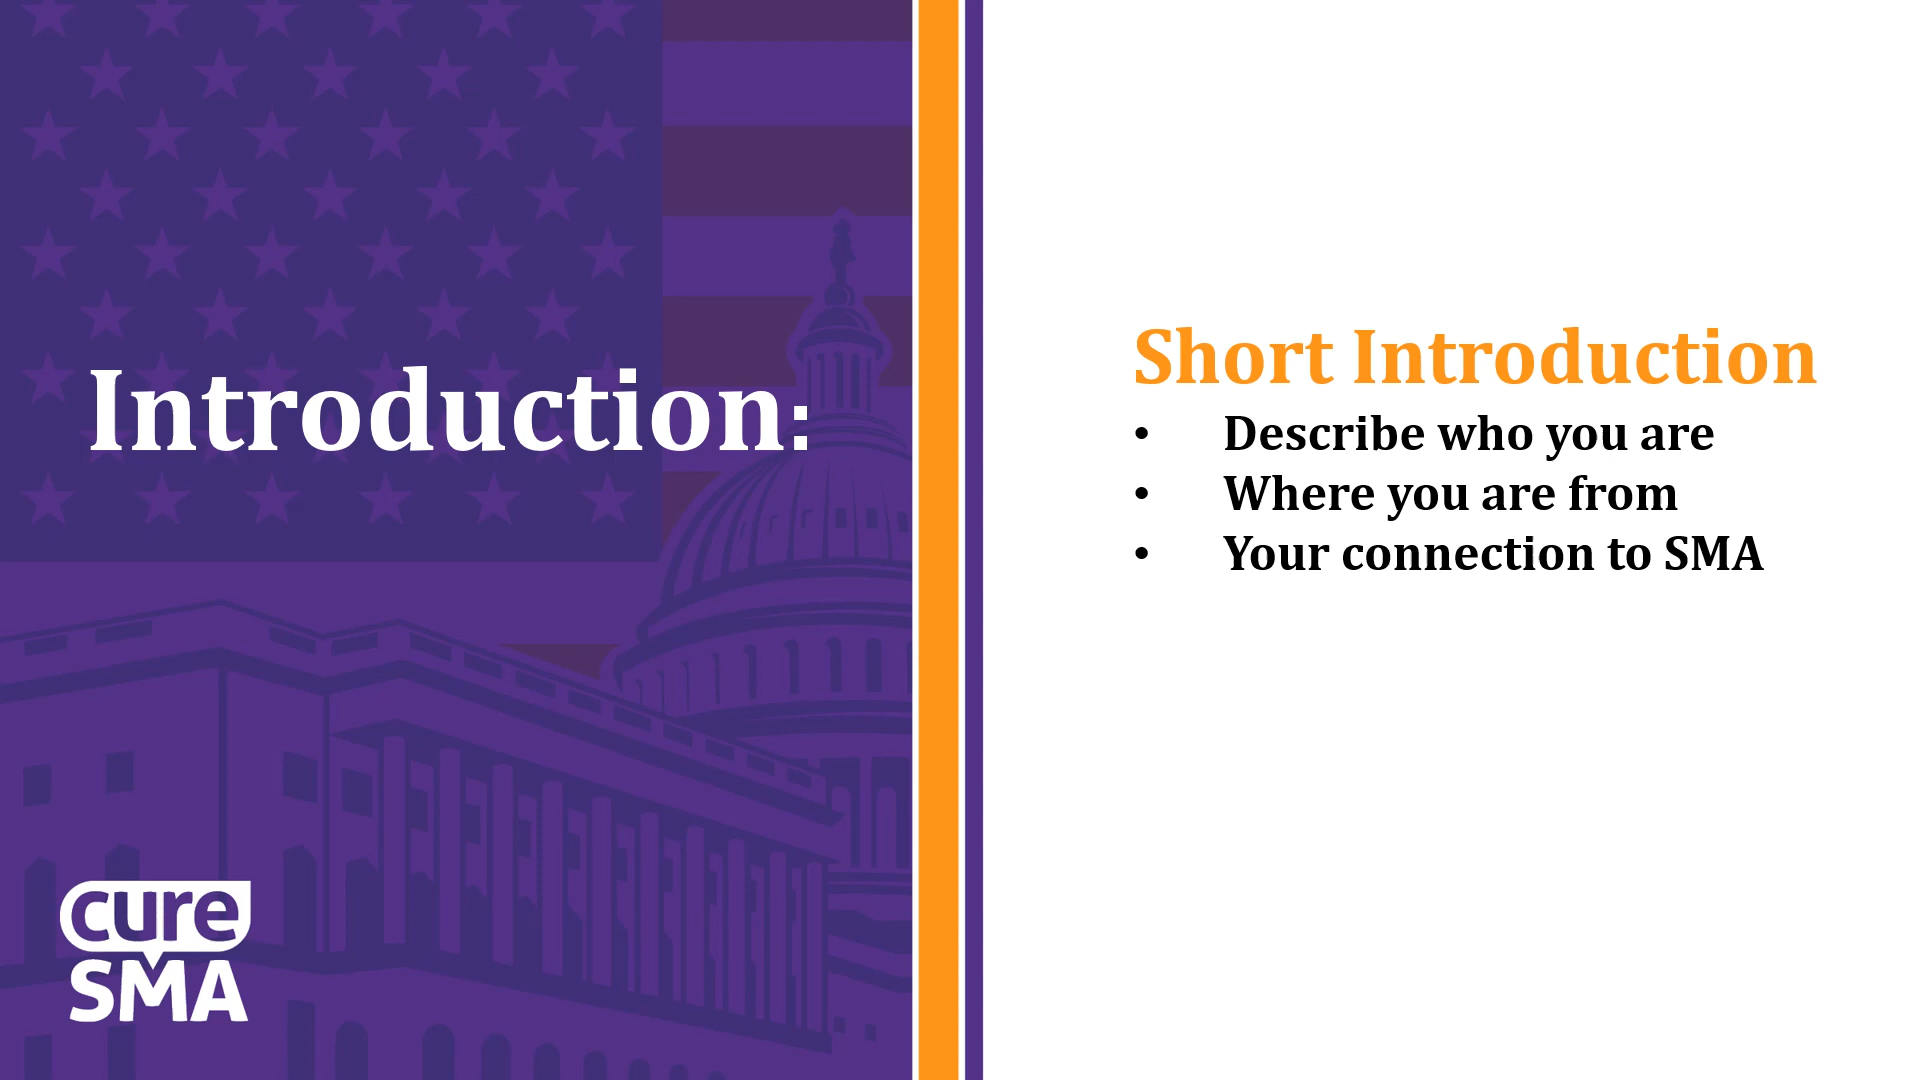 Introduction:
cure
SMA
Short Introduction
• Describe who you are
• Where you are from
• Your connection to SMA